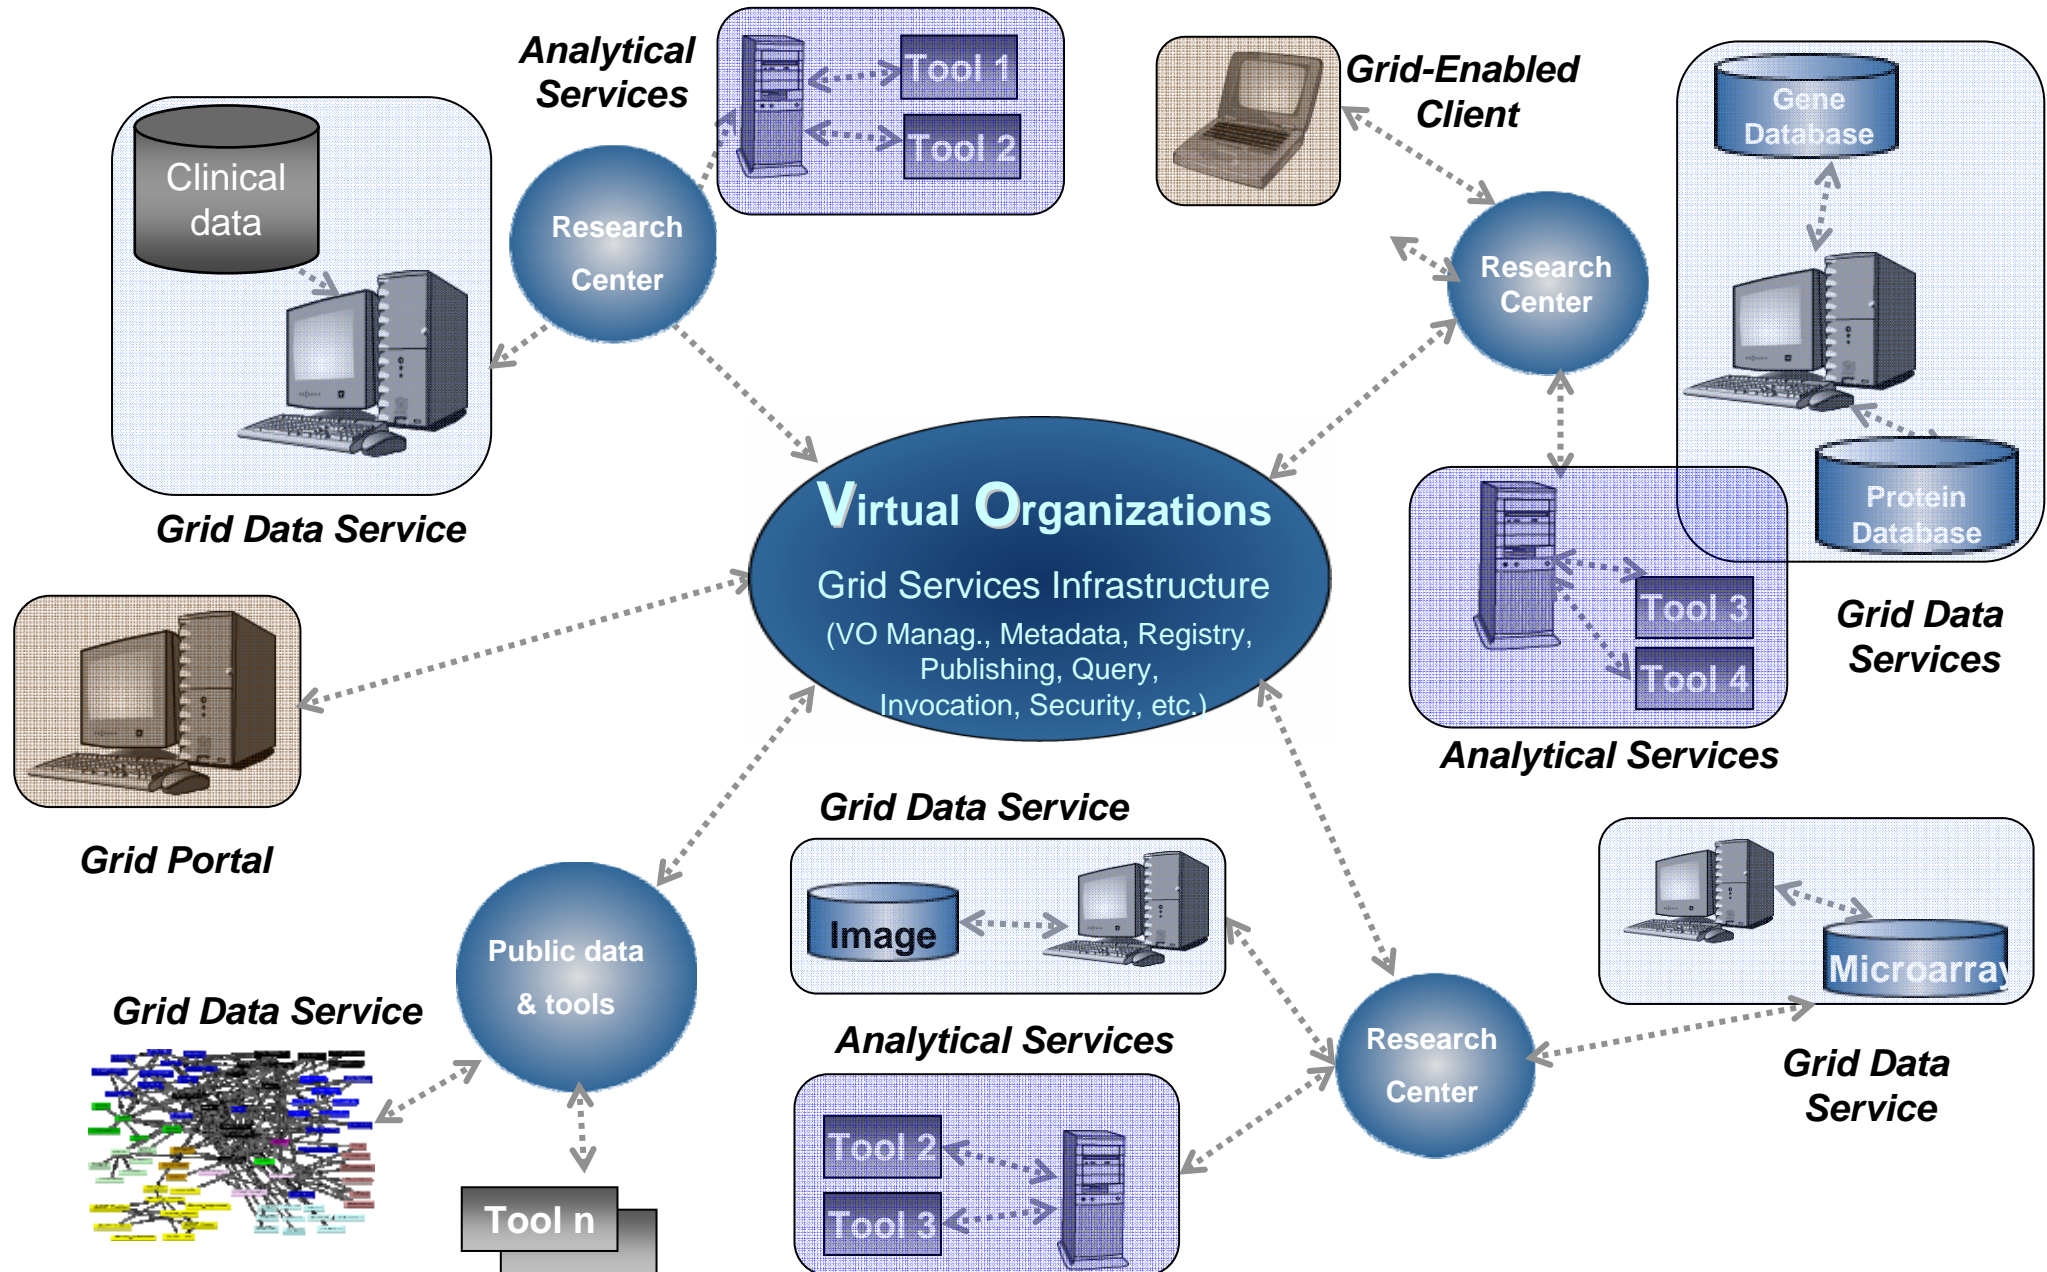 Analytical
Services
Tool 1
Tool 2
Grid-Enabled
Client
Gene
Database
Clinical
data
Research
Center
Research
Center
Grid Data Service
Virtual Organizations
Grid Services Infrastructure
(VO Manag., Metadata, Registry,
Publishing, Query,
Invocation, Security, etc.)
Protein
Database
Tool 3
Tool 4
Grid Data
Services
Analytical Services
Grid Portal
Grid Data Service
Image
Microarray
Public data
& tools
Grid Data Service
Analytical Services
Research
Center
Grid Data
Service
Tool 2
Tool 3
Tool n